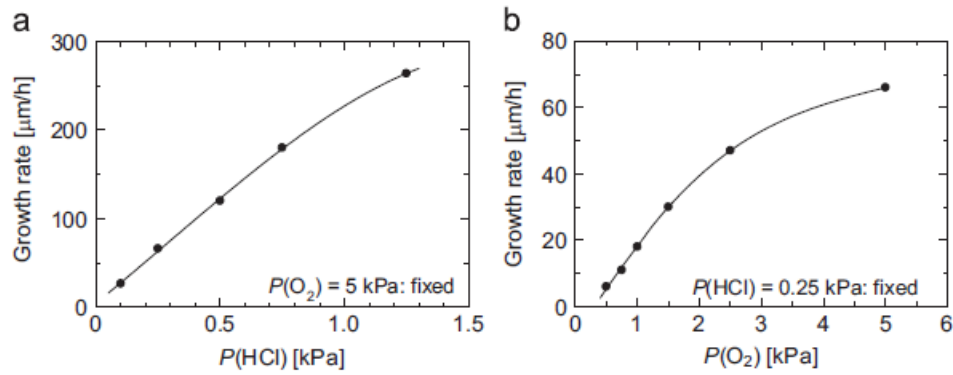 a
300
200
100
0
0
0.5
1.0
1.5
Growth rate [μm/h]
P(HCl) [kPa]
P(O₂) = 5 kPa: fixed
b
80
60
40
20
0
0
1
2
3
4
5
6
Growth rate [μm/h]
P(O₂) [kPa]
P(HCl) = 0.25 kPa: fixed